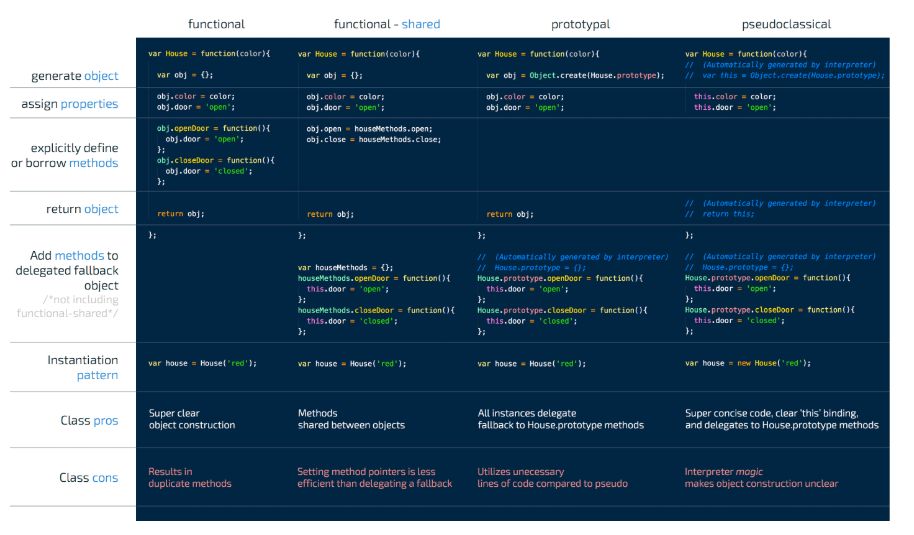 functional functional - shared prototypal pseudoclassical
generate object
var House = function(color){
var obj = {};
var House = function(color){
var obj = {};
var House = function(color){
var obj = Object.create(House.prototype);
var House = function(color){
// (Automatically generated by interpreter)
// var this = Object.create(House.prototype);
assign properties
obj.color = color;
obj.door = 'open';
obj.color = color;
obj.door = 'open';
obj.color = color;
obj.door = 'open';
this.color = color;
this.door = 'open';
explicitly define
or borrow methods
obj.openDoor = function(){
obj.door = 'open';
};
obj.closeDoor = function(){
obj.door = 'closed';
};
obj.open = houseMethods.open;
obj.close = houseMethods.close;
return object
return obj;
return obj;
return obj;
// (Automatically generated by interpreter)
// return this;
Add methods to
delegated fallback
object
/*not including
functional-shared*/
};
};
var houseMethods = {};
houseMethods.openDoor = function(){
this.door = 'open';
};
houseMethods.closeDoor = function(){
this.door = 'closed';
};
};
// (Automatically generated by interpreter)
// House.prototype = {};
House.prototype.openDoor = function(){
this.door = 'open';
};
House.prototype.closeDoor = function(){
this.door = 'closed';
};
};
// (Automatically generated by interpreter)
// House.prototype = {};
House.prototype.openDoor = function(){
this.door = 'open';
};
House.prototype.closeDoor = function(){
this.door = 'closed';
};
Instantiation
pattern
var house = House('red');
var house = House('red');
var house = House('red');
var house = new House('red');
Class pros
Super clear
object construction
Methods
shared between objects
All instances delegate
fallback to House.prototype methods
Super concise code, clear 'this' binding,
and delegates to House.prototype methods
Class cons
Results in
duplicate methods
Setting method pointers is less
efficient than delegating a fallback
Utilizes unecessary
lines of code compared to pseudo
Interpreter magic
makes object construction unclear